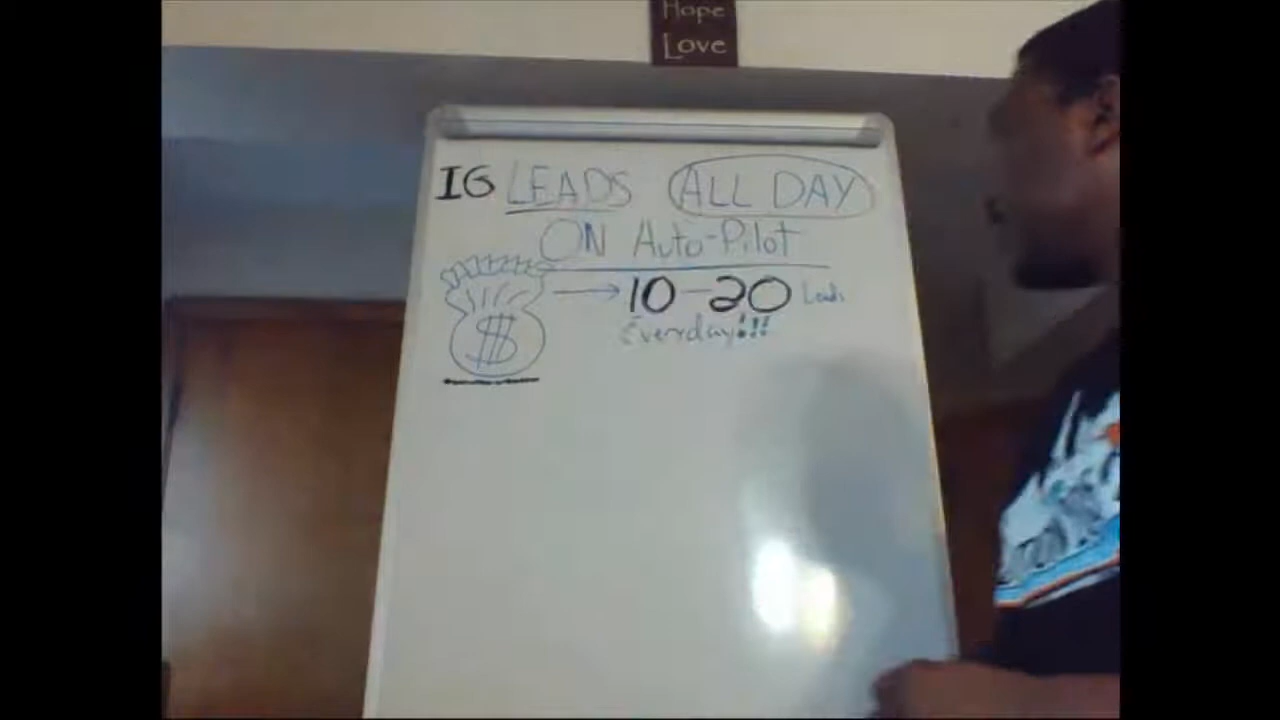 Hope
Love
IG LEADS ALL DAY
ON Auto-Pilot
$ 10-20 Leads
Everyday!!!